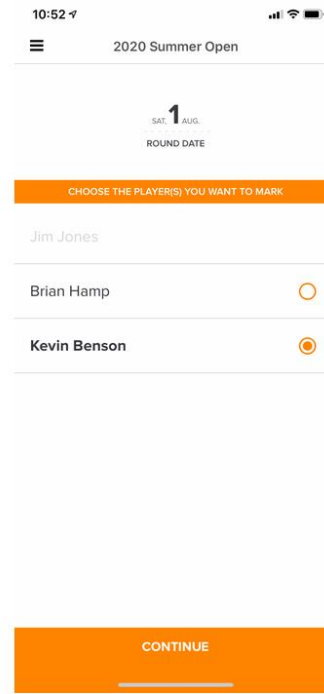 10:52
2020 Summer Open
SAT. 1 AUG.
ROUND DATE
CHOOSE THE PLAYER(S) YOU WANT TO MARK
Jim Jones
Brian Hamp
Kevin Benson
CONTINUE